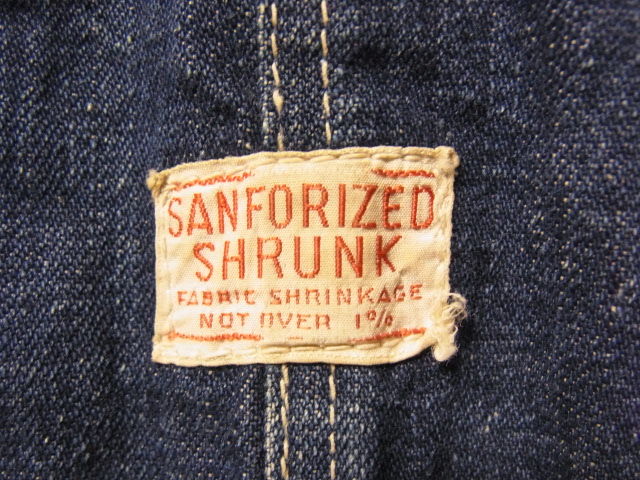 SANFORIZED
SHRUNK
FABRIC SHRINKAGE
NOT OVER 1%